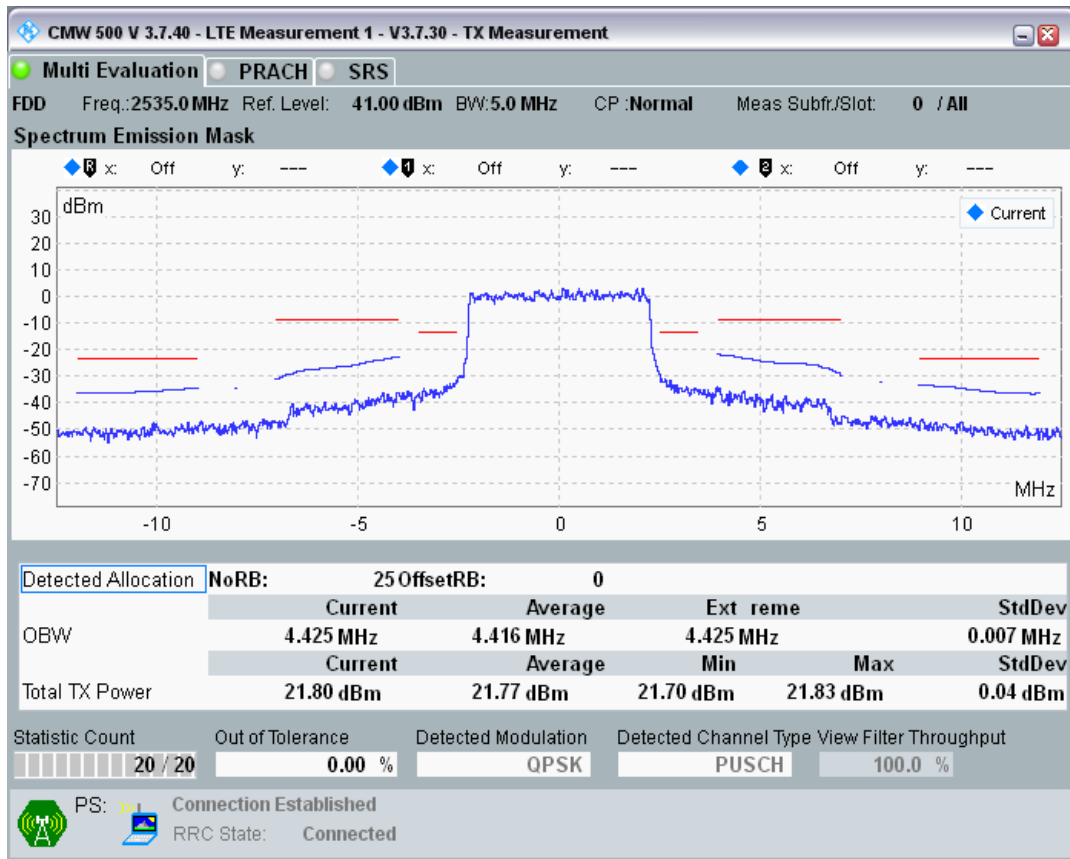 CMW 500 V 3.7.40 - LTE Measurement 1 - V3.7.30 - TX Measurement
Multi Evaluation PRACH SRS
FDD Freq.:2535.0 MHz Ref. Level: 41.00 dBm BW:5.0 MHz CP :Normal Meas Subfr./Slot: 0 / All
Spectrum Emission Mask
R x: Off y: --- 1 x: Off y: --- 2 x: Off y: ---
dBm
Current
30
20
10
0
-10
-20
-30
-40
-50
-60
-70
MHz
-10 -5 0 5 10
Detected Allocation NoRB: 25 OffsetRB: 0
Current Average Ext reme StdDev
OBW 4.425 MHz 4.416 MHz 4.425 MHz 0.007 MHz
Current Average Min Max StdDev
Total TX Power 21.80 dBm 21.77 dBm 21.70 dBm 21.83 dBm 0.04 dBm
Statistic Count Out of Tolerance Detected Modulation Detected Channel Type View Filter Throughput
20 / 20 0.00 % QPSK PUSCH 100.0 %
PS: Connection Established
RRC State: Connected